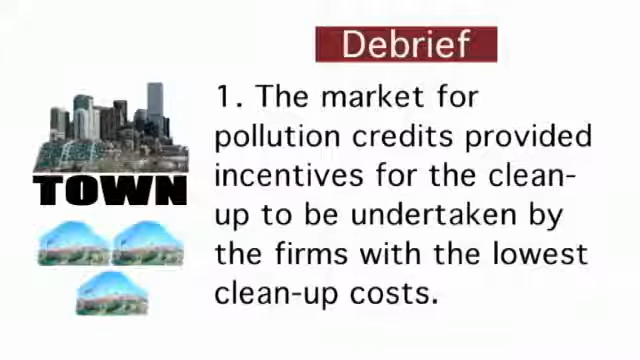 Debrief
1. The market for
pollution credits provided
incentives for the clean-
up to be undertaken by
the firms with the lowest
clean-up costs.
TOWN